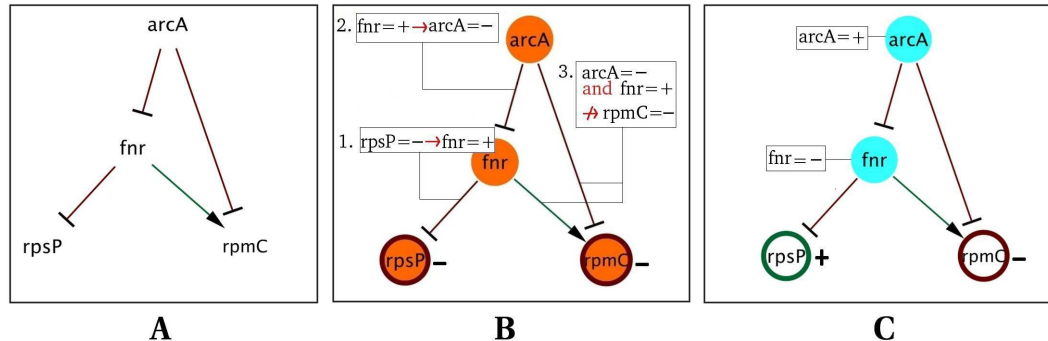 arcA
fnr
rpsP
rpmC
A
2. fnr=+→arcA=−
arcA
3. arcA=−
and fnr=+
↛ rpmC=−
1. rpsP=−→fnr=+
fnr
rpsP −
rpmC −
B
arcA=+
arcA
fnr=−
fnr
rpsP +
rpmC −
C